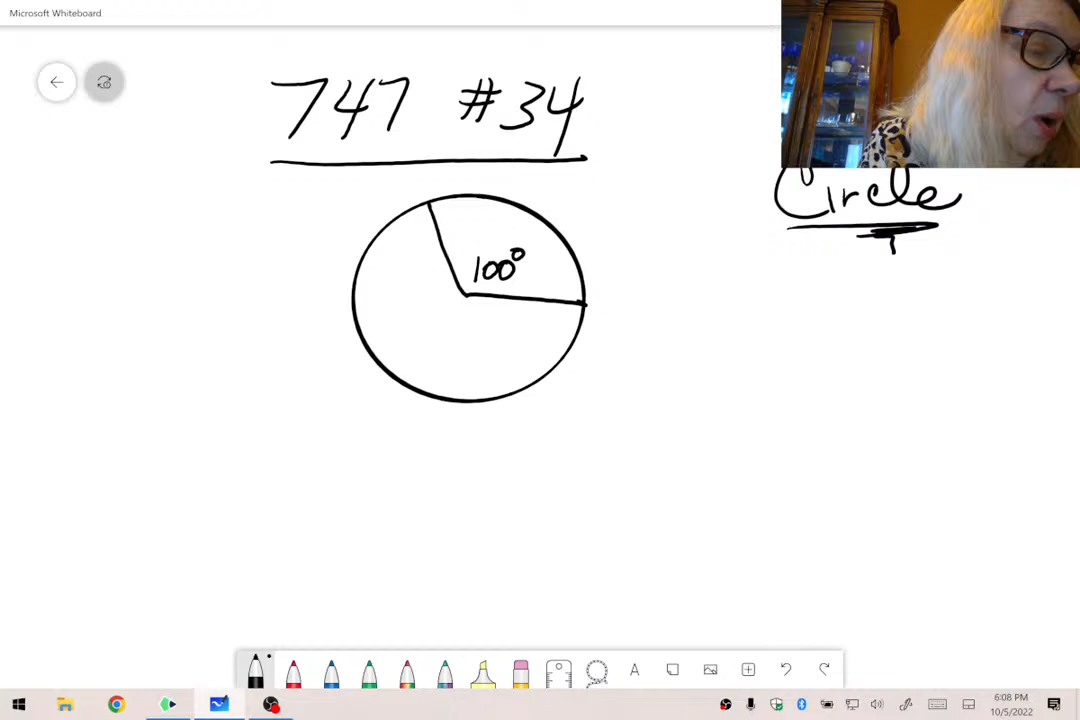 Microsoft Whiteboard
747 #34
Circle
100°
A
6:08 PM
10/5/2022